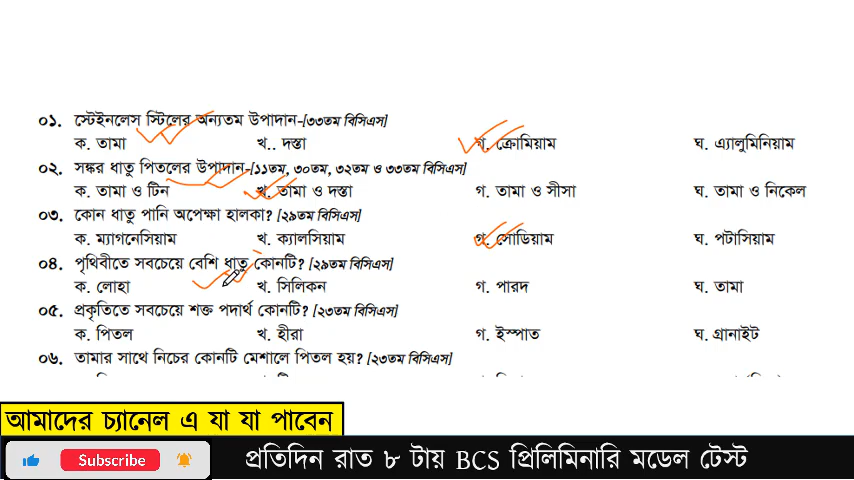 ০১. স্টেইনলেস স্টিলের অন্যতম উপাদান-[৩৩তম বিসিএস]
ক. তামা খ.. দস্তা গ. ক্রোমিয়াম ঘ. এ্যালুমিনিয়াম
০২. সঙ্কর ধাতু পিতলের উপাদান-[১১তম, ৩০তম, ৩২তম ও ৩৩তম বিসিএস]
ক. তামা ও টিন খ. তামা ও দস্তা গ. তামা ও সীসা ঘ. তামা ও নিকেল
০৩. কোন ধাতু পানি অপেক্ষা হালকা? [২৯তম বিসিএস]
ক. ম্যাগনেসিয়াম খ. ক্যালসিয়াম গ. সোডিয়াম ঘ. পটাসিয়াম
০৪. পৃথিবীতে সবচেয়ে বেশি ধাতু কোনটি? [২৯তম বিসিএস]
ক. লোহা খ. সিলিকন গ. পারদ ঘ. তামা
০৫. প্রকৃতিতে সবচেয়ে শক্ত পদার্থ কোনটি? [২৩তম বিসিএস]
ক. পিতল খ. হীরা গ. ইস্পাত ঘ. গ্রানাইট
০৬. তামার সাথে নিচের কোনটি মেশালে পিতল হয়? [২৩তম বিসিএস]
আমাদের চ্যানেল এ যা যা পাবেন
Subscribe প্রতিদিন রাত ৮ টায় BCS প্রিলিমিনারি মডেল টেস্ট